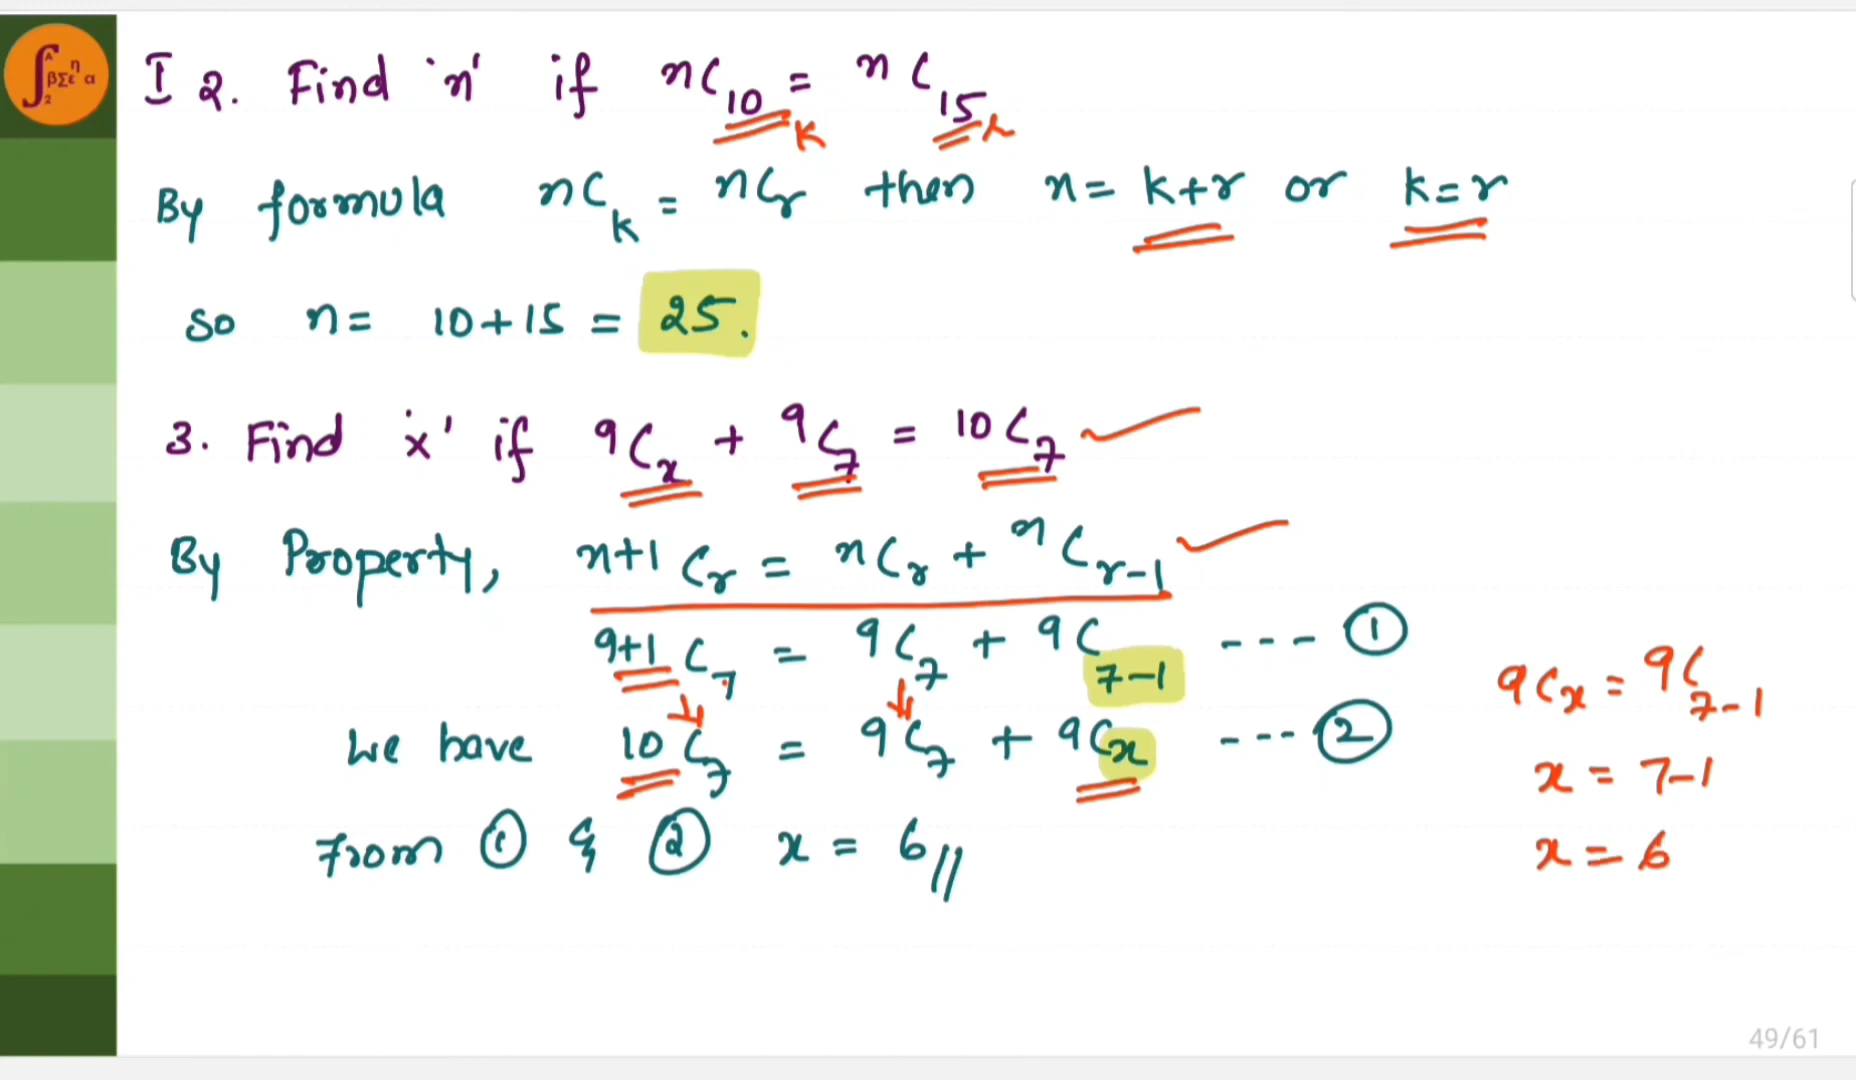 I 2. Find 'n' if nC10 = nC15
K r
By formula nCk = nCr then n = k+r or k=r
So n = 10+15 = 25.
3. Find 'x' if 9Cx + 9C7 = 10C7
By Property, n+1Cr = nCr + nCr-1
9+1C7 = 9C7 + 9C7-1 ---- ①
we have 10C7 = 9C7 + 9Cx ---②
From ① & ② x = 6//
9Cx = 9C7-1
x = 7-1
x = 6
49/61